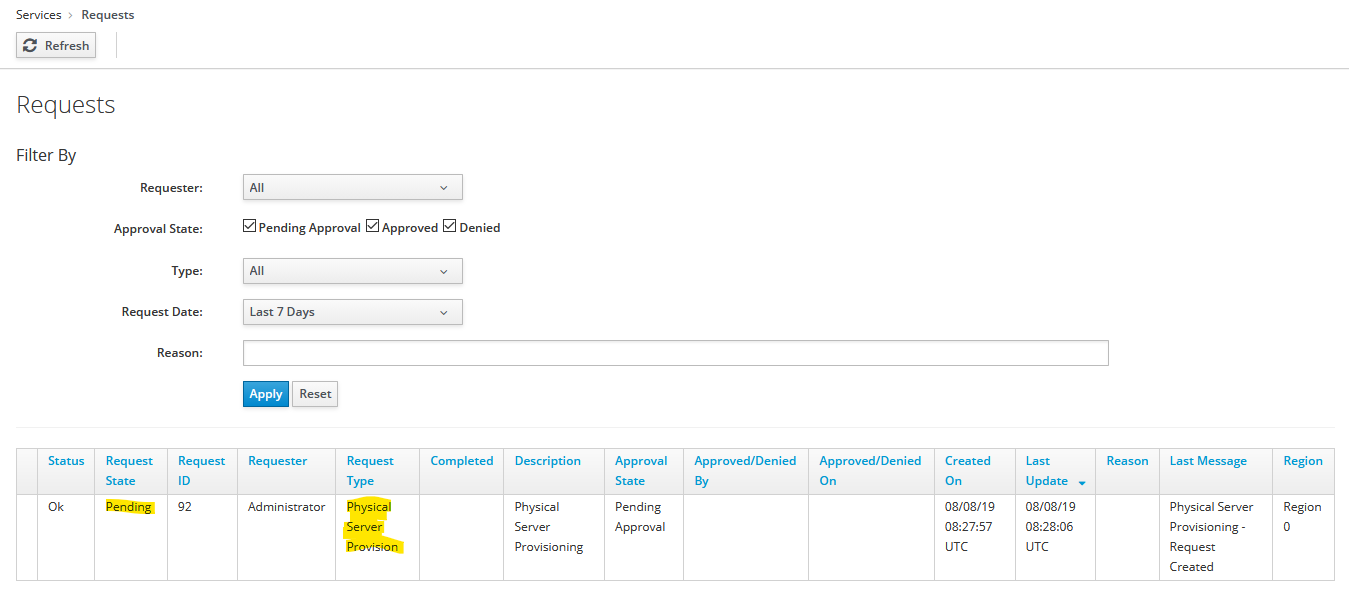 Services > Requests
Refresh
Requests
Filter By
Requester: All
Approval State: Pending Approval Approved Denied
Type: All
Request Date: Last 7 Days
Reason:
Apply Reset
Status Request State Request ID Requester Request Type Completed Description Approval State Approved/Denied By Approved/Denied On Created On Last Update Reason Last Message Region
Ok Pending 92 Administrator Physical Server Provision Physical Server Provisioning Pending Approval 08/08/19 08:27:57 UTC 08/08/19 08:28:06 UTC Physical Server Provisioning - Request Created Region 0